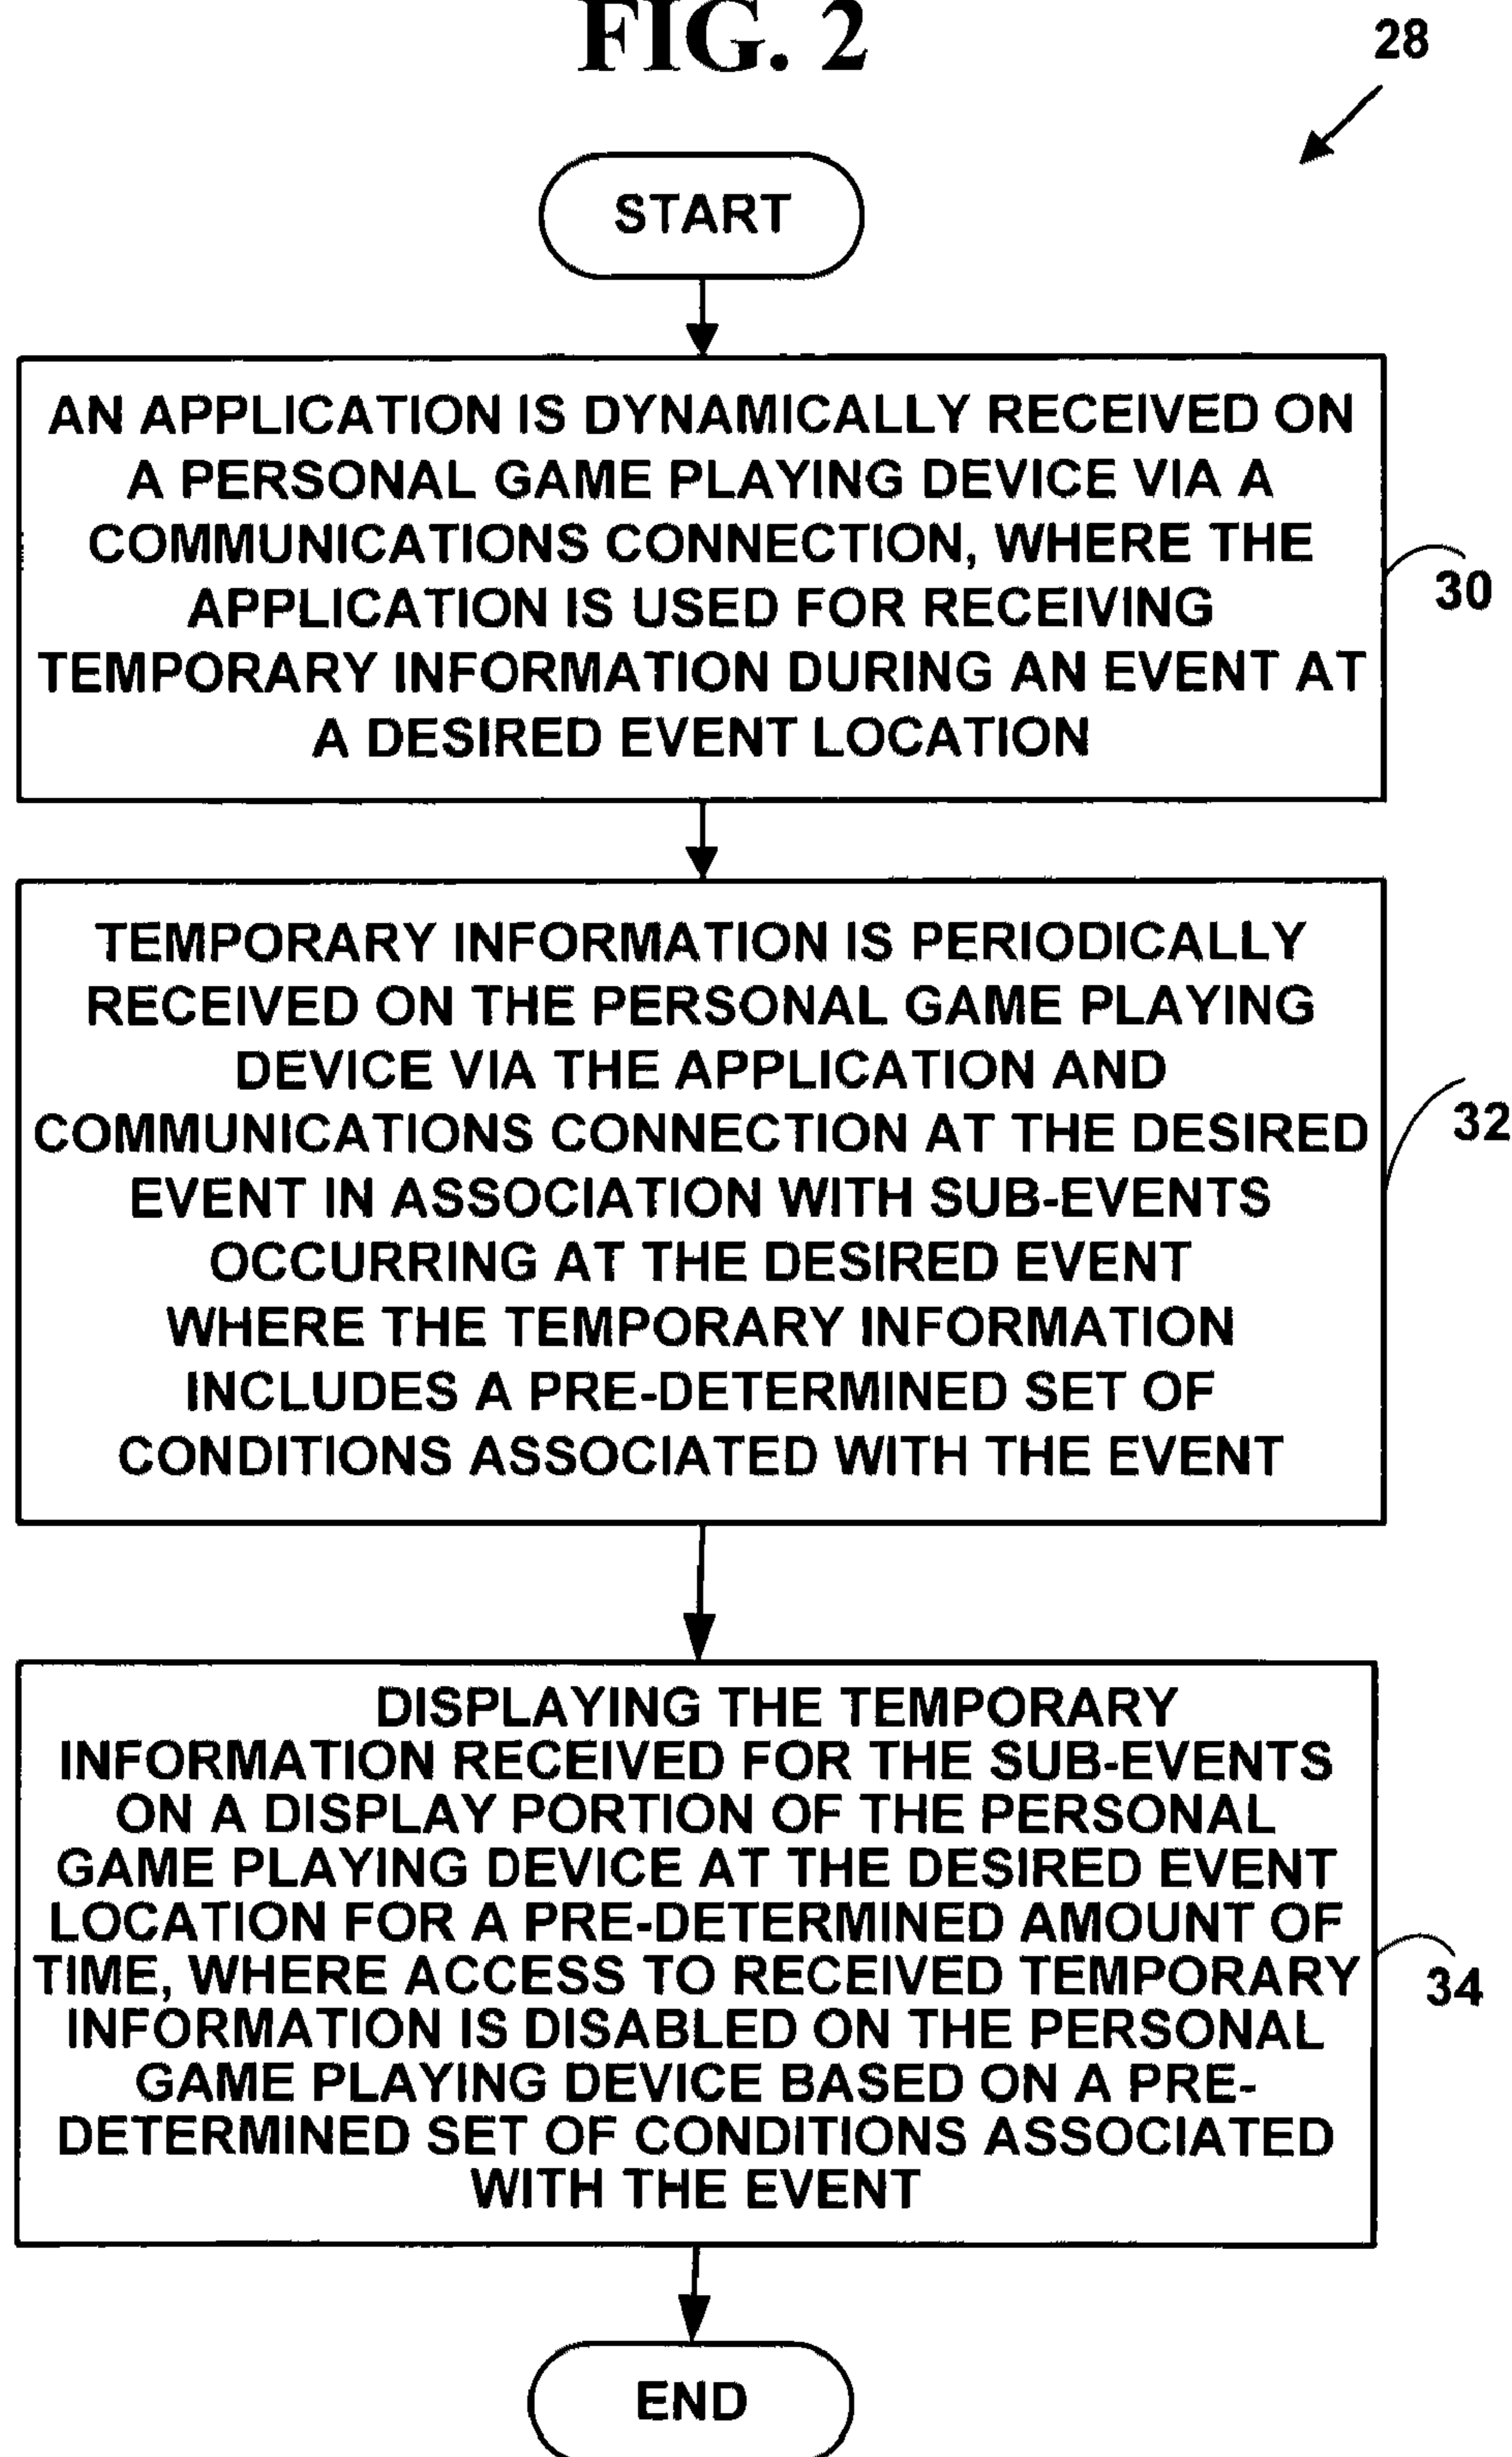 FIG. 2
28
START
AN APPLICATION IS DYNAMICALLY RECEIVED ON
A PERSONAL GAME PLAYING DEVICE VIA A
COMMUNICATIONS CONNECTION, WHERE THE
APPLICATION IS USED FOR RECEIVING
TEMPORARY INFORMATION DURING AN EVENT AT
A DESIRED EVENT LOCATION
30
TEMPORARY INFORMATION IS PERIODICALLY
RECEIVED ON THE PERSONAL GAME PLAYING
DEVICE VIA THE APPLICATION AND
COMMUNICATIONS CONNECTION AT THE DESIRED
EVENT IN ASSOCIATION WITH SUB-EVENTS
OCCURRING AT THE DESIRED EVENT
WHERE THE TEMPORARY INFORMATION
INCLUDES A PRE-DETERMINED SET OF
CONDITIONS ASSOCIATED WITH THE EVENT
32
DISPLAYING THE TEMPORARY
INFORMATION RECEIVED FOR THE SUB-EVENTS
ON A DISPLAY PORTION OF THE PERSONAL
GAME PLAYING DEVICE AT THE DESIRED EVENT
LOCATION FOR A PRE-DETERMINED AMOUNT OF
TIME, WHERE ACCESS TO RECEIVED TEMPORARY
INFORMATION IS DISABLED ON THE PERSONAL
GAME PLAYING DEVICE BASED ON A PRE-
DETERMINED SET OF CONDITIONS ASSOCIATED
WITH THE EVENT
34
END